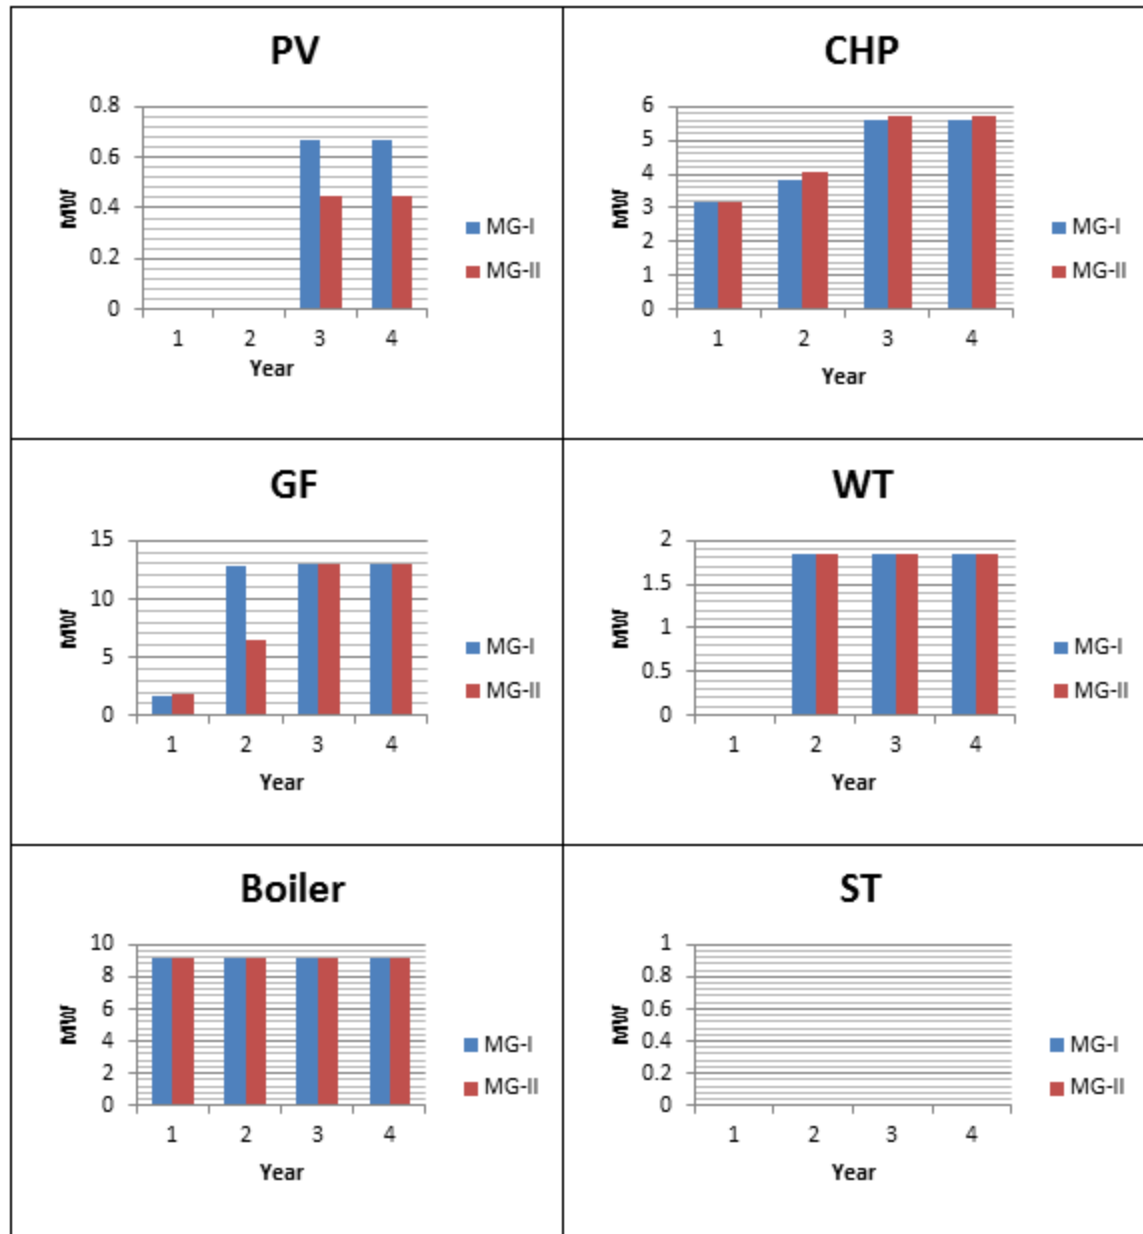 PV
0.8
0.6
0.4
0.2
0
MW
1 2 3 4
Year
MG-I
MG-II
CHP
6
5
4
3
2
1
0
MW
1 2 3 4
Year
MG-I
MG-II
GF
15
10
5
0
MW
1 2 3 4
Year
MG-I
MG-II
WT
2
1.5
1
0.5
0
MW
1 2 3 4
Year
MG-I
MG-II
Boiler
10
8
6
4
2
0
MW
1 2 3 4
Year
MG-I
MG-II
ST
1
0.8
0.6
0.4
0.2
0
MW
1 2 3 4
Year
MG-I
MG-II